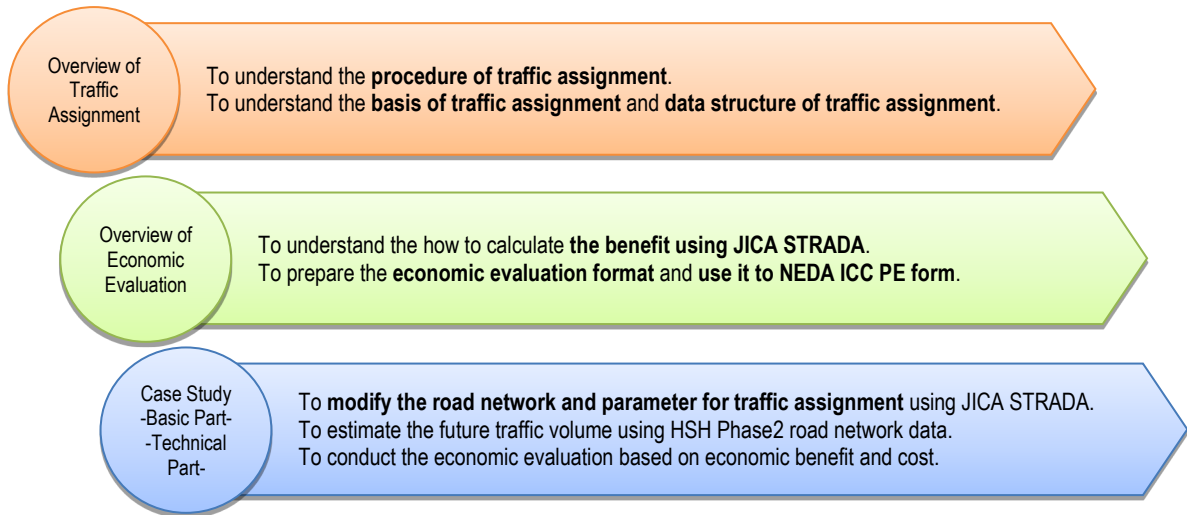 Overview of
Traffic
Assignment
To understand the procedure of traffic assignment.
To understand the basis of traffic assignment and data structure of traffic assignment.
Overview of
Economic
Evaluation
To understand the how to calculate the benefit using JICA STRADA.
To prepare the economic evaluation format and use it to NEDA ICC PE form.
Case Study
-Basic Part-
-Technical
Part-
To modify the road network and parameter for traffic assignment using JICA STRADA.
To estimate the future traffic volume using HSH Phase2 road network data.
To conduct the economic evaluation based on economic benefit and cost.